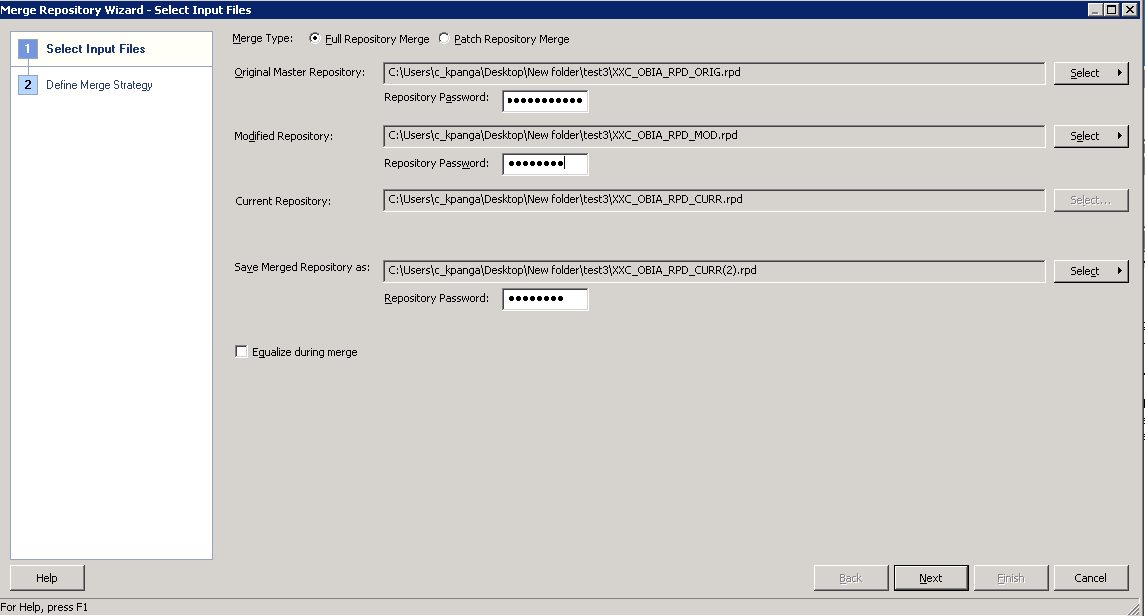 Merge Repository Wizard - Select Input Files
1 Select Input Files
2 Define Merge Strategy
Merge Type: Full Repository Merge Patch Repository Merge
Original Master Repository: C:\Users\c_kpanga\Desktop\New folder\test3\XXC_OBIA_RPD_ORIG.rpd Select
Repository Password: ●●●●●●●●●●●
Modified Repository: C:\Users\c_kpanga\Desktop\New folder\test3\XXC_OBIA_RPD_MOD.rpd Select
Repository Password: ●●●●●●●●
Current Repository: C:\Users\c_kpanga\Desktop\New folder\test3\XXC_OBIA_RPD_CURR.rpd Select...
Save Merged Repository as: C:\Users\c_kpanga\Desktop\New folder\test3\XXC_OBIA_RPD_CURR(2).rpd Select
Repository Password: ●●●●●●●●
Equalize during merge
Help Back Next Finish Cancel
For Help, press F1